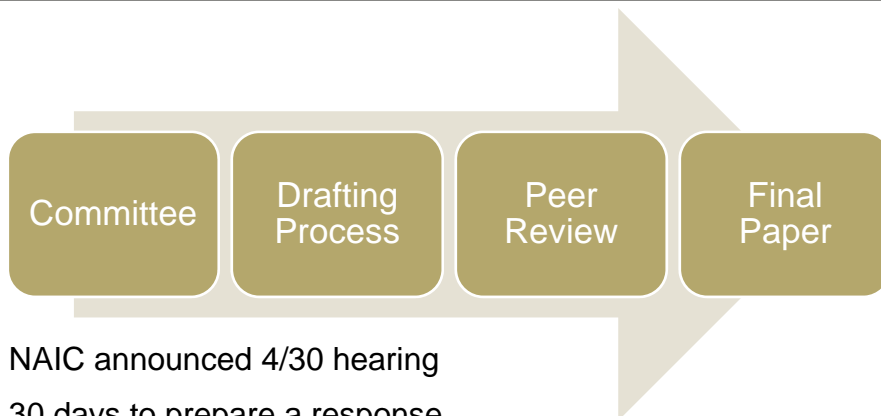 Committee
Drafting
Process
Peer
Review
Final
Paper
NAIC announced 4/30 hearing
30 days to prepare a response